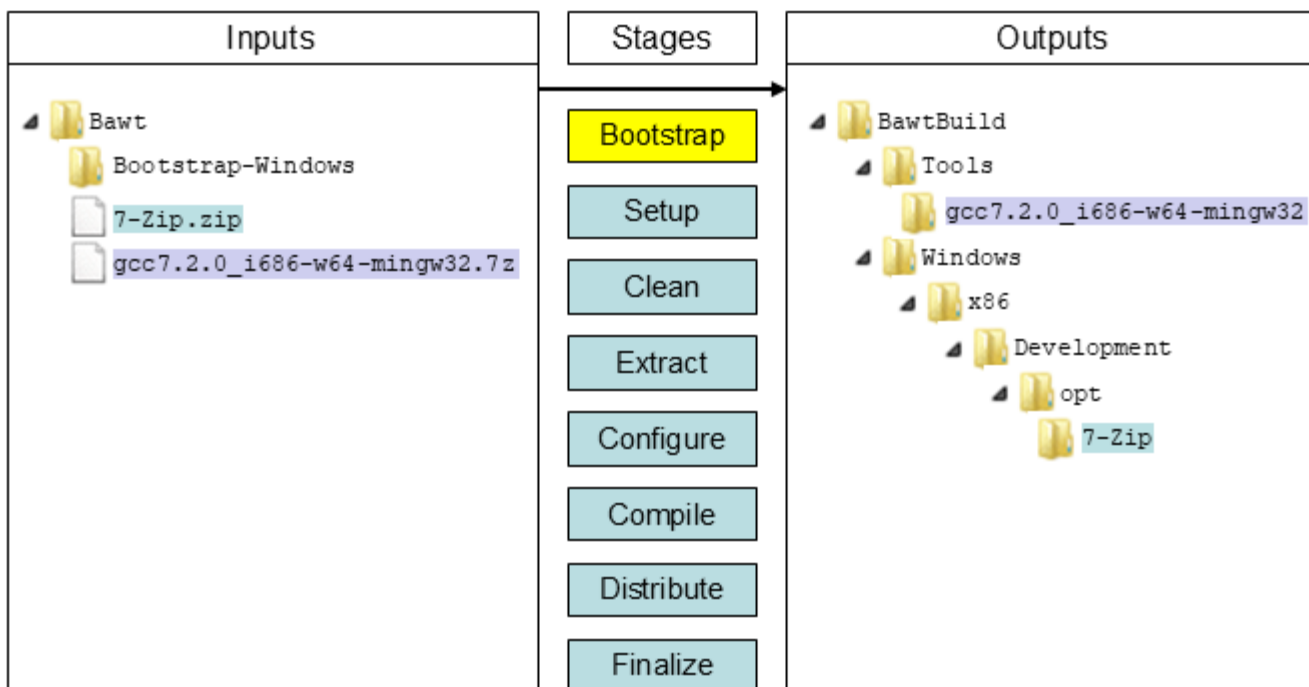 Inputs
Bawt
Bootstrap-Windows
7-Zip.zip
gcc7.2.0_i686-w64-mingw32.7z
Stages
Bootstrap
Setup
Clean
Extract
Configure
Compile
Distribute
Finalize
Outputs
BawtBuild
Tools
gcc7.2.0_i686-w64-mingw32
Windows
x86
Development
opt
7-Zip